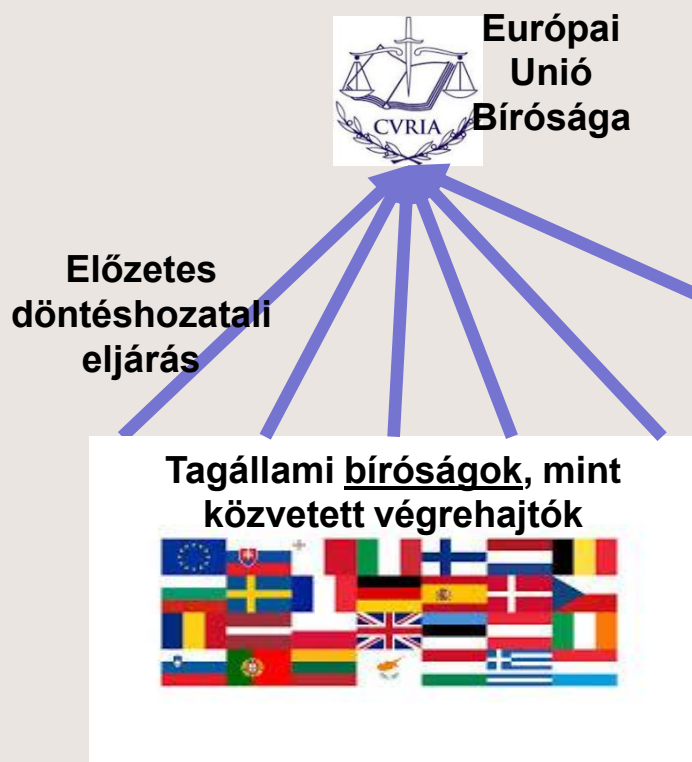 Európai
Unió
Bírósága
CVRIA
Előzetes
döntéshozatali
eljárás
Tagállami bíróságok, mint
közvetett végrehajtók